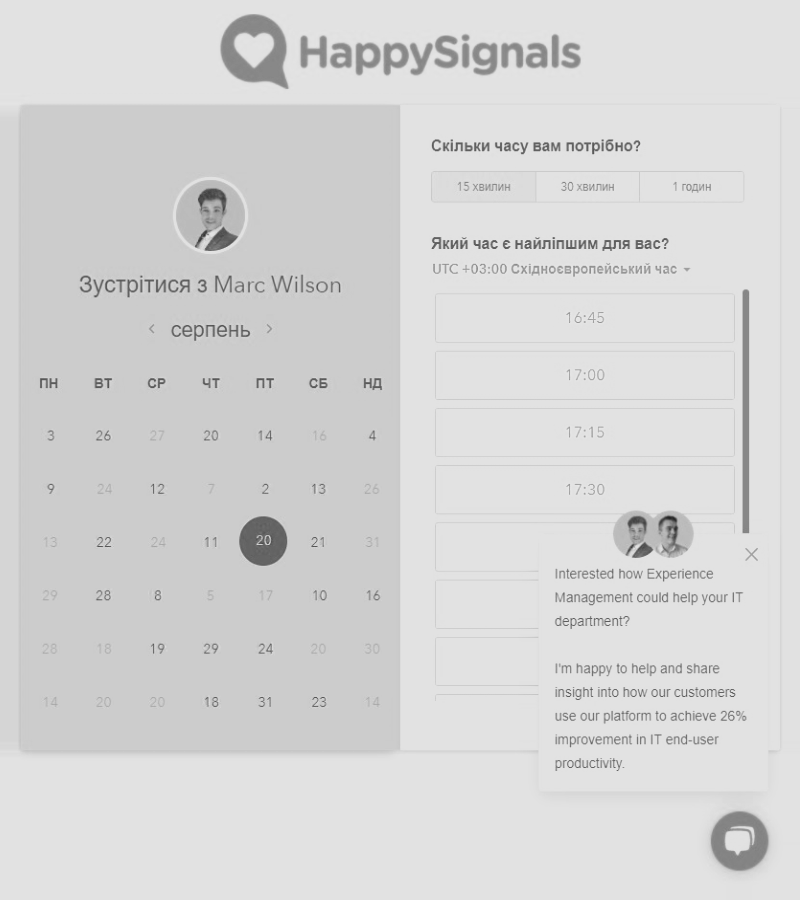 HappySignals
Зустрітися з Marc Wilson
серпень
ПН ВТ СР ЧТ ПТ СБ НД
3 26 27 20 14 16 4
9 24 12 7 2 13 26
13 22 24 11 20 21 31
29 28 8 5 17 10 16
28 18 19 29 24 20 30
14 20 20 18 31 23 14
Скільки часу вам потрібно?
15 хвилин 30 хвилин 1 годин
Який час є найліпшим для вас?
UTC +03:00 Східноєвропейський час
16:45
17:00
17:15
17:30
Interested how Experience
Management could help your IT
department?
I'm happy to help and share
insight into how our customers
use our platform to achieve 26%
improvement in IT end-user
productivity.